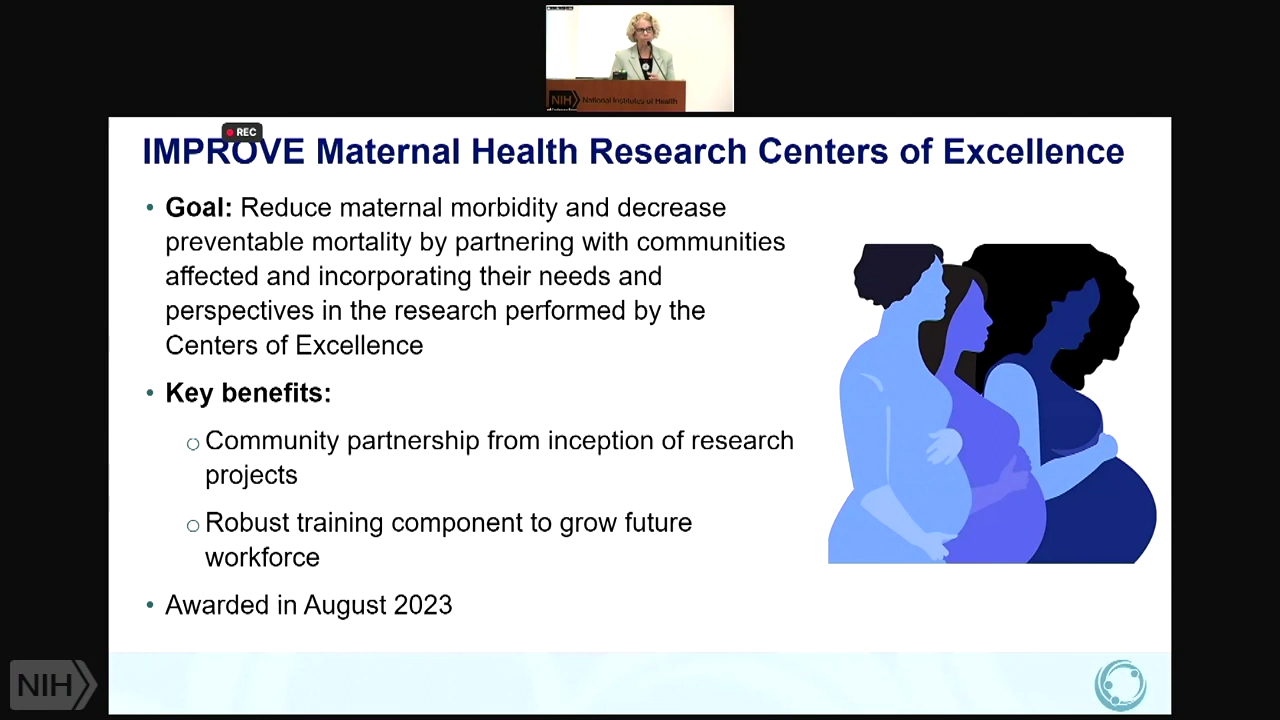 NIH National Institutes of Health
REC
IMPROVE Maternal Health Research Centers of Excellence
• Goal: Reduce maternal morbidity and decrease
preventable mortality by partnering with communities
affected and incorporating their needs and
perspectives in the research performed by the
Centers of Excellence
• Key benefits:
○ Community partnership from inception of research
projects
○ Robust training component to grow future
workforce
• Awarded in August 2023
NIH